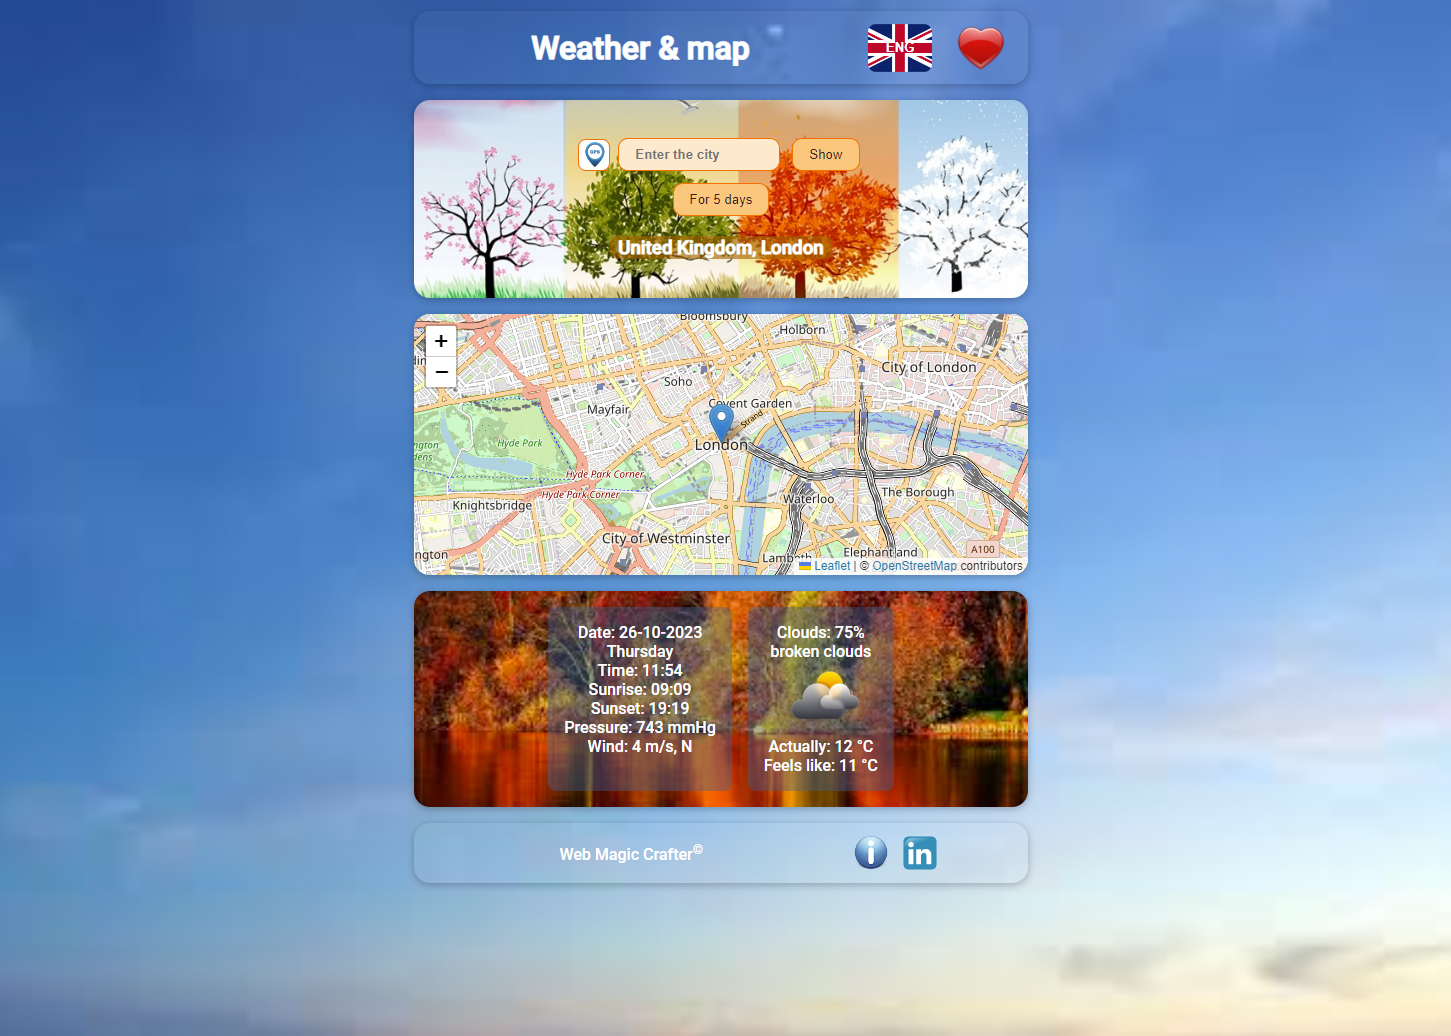 Weather & map
ENG
GPS
Enter the city
Show
For 5 days
United Kingdom, London
+
−
Bloomsbury
Holborn
City of London
Soho
Mayfair
Covent Garden
Strand
London
Hyde Park
Hyde Park Corner
Hyde Park Corner
Knightsbridge
Waterloo
The Borough
City of Westminster
ngton
Lambeth
Elephant and
A100
Leaflet | © OpenStreetMap contributors
Date: 26-10-2023
Thursday
Time: 11:54
Sunrise: 09:09
Sunset: 19:19
Pressure: 743 mmHg
Wind: 4 m/s, N
Clouds: 75%
broken clouds
Actually: 12 °C
Feels like: 11 °C
Web Magic Crafter©
i
in